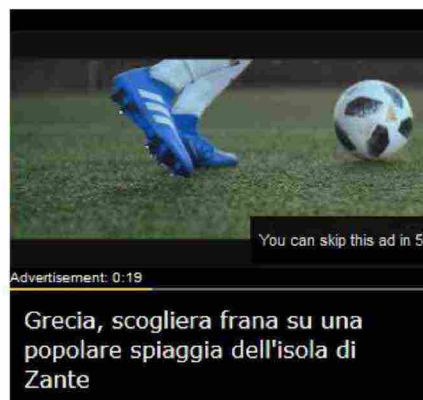 You can skip this ad in 5
Advertisement: 0:19
Grecia, scogliera frana su una
popolare spiaggia dell'isola di
Zante